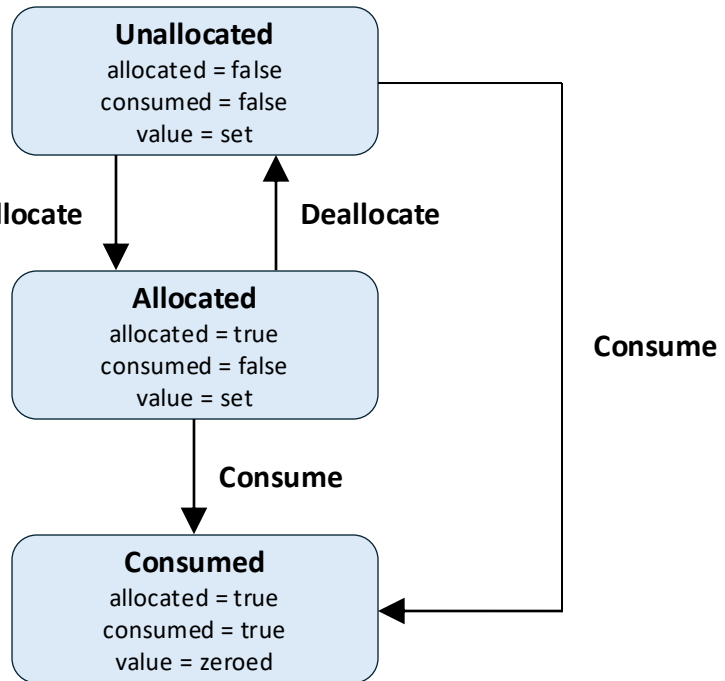 Unallocated
allocated = false
consumed = false
value = set
llocate
Deallocate
Allocated
allocated = true
consumed = false
value = set
Consume
Consume
Consumed
allocated = true
consumed = true
value = zeroed